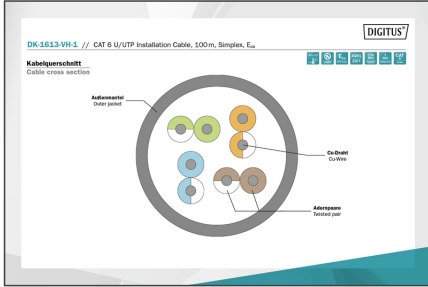 DIGITUS®
DK-1613-VH-1 // CAT 6 U/UTP Installation Cable, 100 m, Simplex, Eca
Kabelquerschnitt
Cable cross section
Außenmantel
Outer jacket
Cu-Draht
Cu-Wire
Adernpaare
Twisted pair